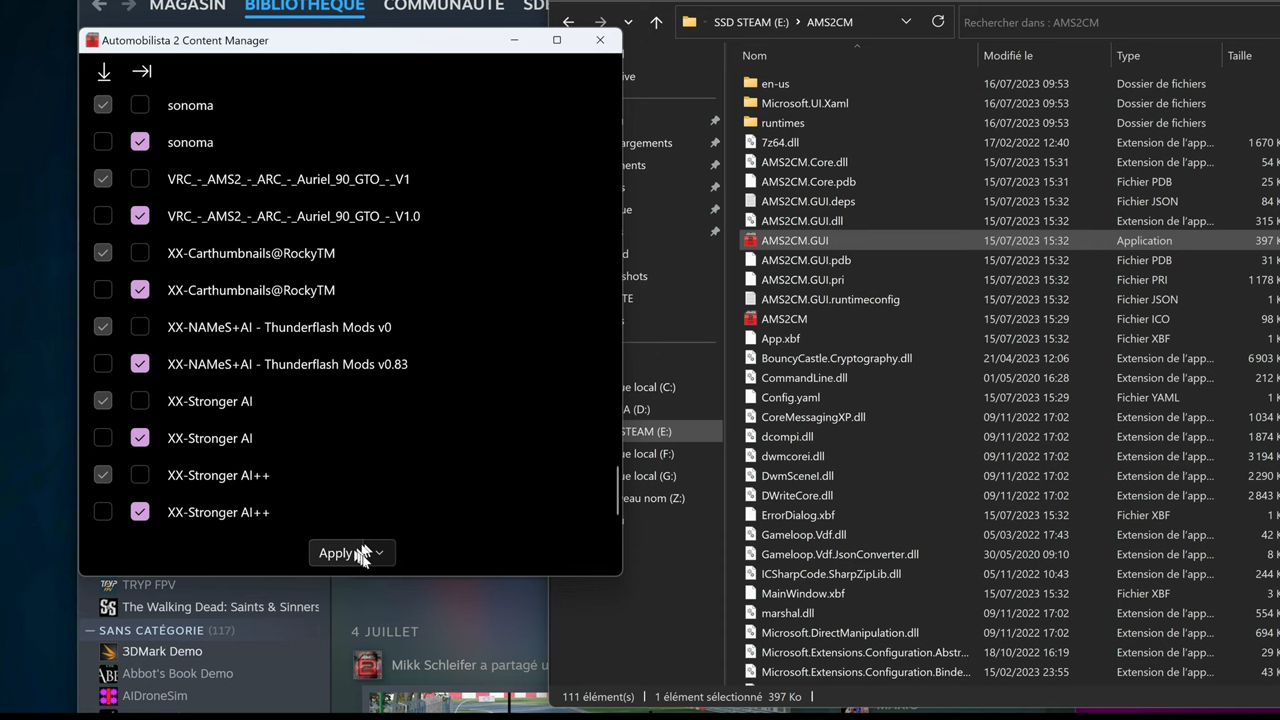 MAGASIN
BIBLIOTHÈQUE
COMMUNAUTÉ
Automobilista 2 Content Manager
sonoma
sonoma
VRC_-_AMS2_-_ARC_-_Auriel_90_GTO_-_V1
VRC_-_AMS2_-_ARC_-_Auriel_90_GTO_-_V1.0
XX-Carthumbnails@RockyTM
XX-Carthumbnails@RockyTM
XX-NAMeS+AI - Thunderflash Mods v0
XX-NAMeS+AI - Thunderflash Mods v0.83
XX-Stronger AI
XX-Stronger AI
XX-Stronger AI++
XX-Stronger AI++
Apply
TRYP FPV
The Walking Dead: Saints & Sinners
SANS CATÉGORIE (117)
3DMark Demo
Abbot's Book Demo
AIDroneSim
4 JUILLET
Mikk Schleifer a partagé u
SSD STEAM (E:) > AMS2CM
Rechercher dans : AMS2CM
ive
argements
ments
s
ue
d
shots
TE
s
ue local (C:)
A (D:)
STEAM (E:)
ue local (F:)
ue local (G:)
eau nom (Z:)
Nom Modifié le Type Taille
en-us 16/07/2023 09:53 Dossier de fichiers
Microsoft.UI.Xaml 16/07/2023 09:53 Dossier de fichiers
runtimes 16/07/2023 09:53 Dossier de fichiers
7z64.dll 17/02/2022 12:40 Extension de l'app... 1 670 K
AMS2CM.Core.dll 15/07/2023 15:31 Extension de l'app... 54 K
AMS2CM.Core.pdb 15/07/2023 15:31 Fichier PDB 25 K
AMS2CM.GUI.deps 15/07/2023 15:32 Fichier JSON 84 K
AMS2CM.GUI.dll 15/07/2023 15:32 Extension de l'app... 315 K
AMS2CM.GUI 15/07/2023 15:32 Application 397 K
AMS2CM.GUI.pdb 15/07/2023 15:32 Fichier PDB 31 K
AMS2CM.GUI.pri 15/07/2023 15:32 Fichier PRI 1 178 K
AMS2CM.GUI.runtimeconfig 15/07/2023 15:32 Fichier JSON 1 K
AMS2CM 15/07/2023 15:29 Fichier ICO 98 K
App.xbf 15/07/2023 15:32 Fichier XBF 1 K
BouncyCastle.Cryptography.dll 21/04/2023 12:06 Extension de l'app... 6 903 K
CommandLine.dll 01/05/2020 16:28 Extension de l'app... 212 K
Config.yaml 15/07/2023 15:29 Fichier YAML 1 K
CoreMessagingXP.dll 09/11/2022 17:02 Extension de l'app... 1 034 K
dcompi.dll 09/11/2022 17:02 Extension de l'app... 1 874 K
dwmcorei.dll 09/11/2022 17:02 Extension de l'app... 3 194 K
DwmSceneI.dll 09/11/2022 17:02 Extension de l'app... 2 290 K
DWriteCore.dll 09/11/2022 17:02 Extension de l'app... 2 843 K
ErrorDialog.xbf 15/07/2023 15:32 Fichier XBF 1 K
Gameloop.Vdf.dll 15/07/2022 17:02 Extension de l'app... 42 K
Gameloop.Vdf.JsonConverter.dll 30/05/2020 09:10 Extension de l'app... 8 K
ICSharpCode.SharpZipLib.dll 05/11/2022 10:43 Extension de l'app... 244 K
MainWindow.xbf 15/07/2023 15:32 Fichier XBF 3 K
marshal.dll 09/11/2022 17:02 Extension de l'app... 554 K
Microsoft.DirectManipulation.dll 09/11/2022 17:02 Extension de l'app... 694 K
Microsoft.Extensions.Configuration.Abstr... 18/10/2022 16:19 Extension de l'app... 29 K
Microsoft.Extensions.Configuration.Binde... 15/02/2023 23:55 Extension de l'app...
111 élément(s) 1 élément sélectionné 397 Ko